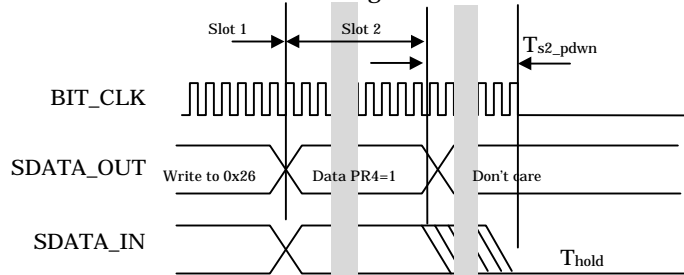 Slot 1
Slot 2
Ts2_pdwn
BIT_CLK
SDATA_OUT
Write to 0x26
Data PR4=1
Don't care
SDATA_IN
Thold